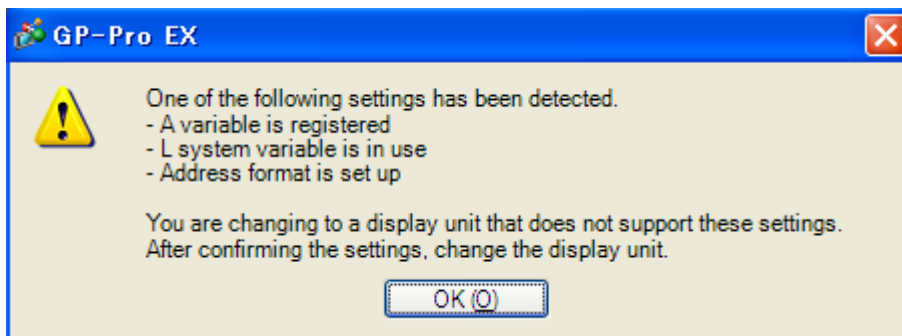 GP-Pro EX
One of the following settings has been detected.
- A variable is registered
- L system variable is in use
- Address format is set up
You are changing to a display unit that does not support these settings.
After confirming the settings, change the display unit.
OK (O)